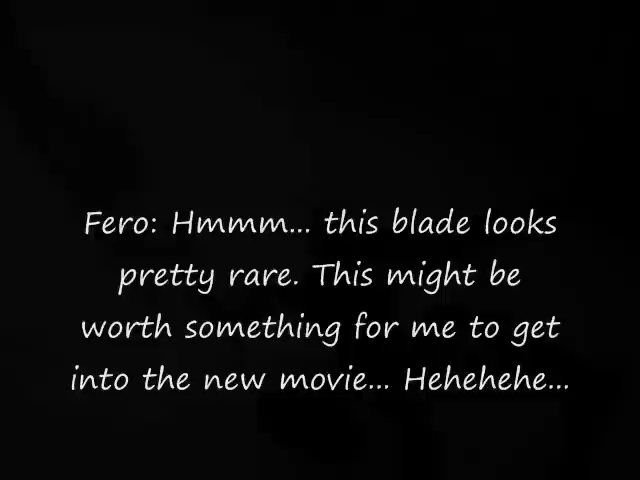 Fero: Hmmm... this blade looks
pretty rare. This might be
worth something for me to get
into the new movie... Hehehehe...